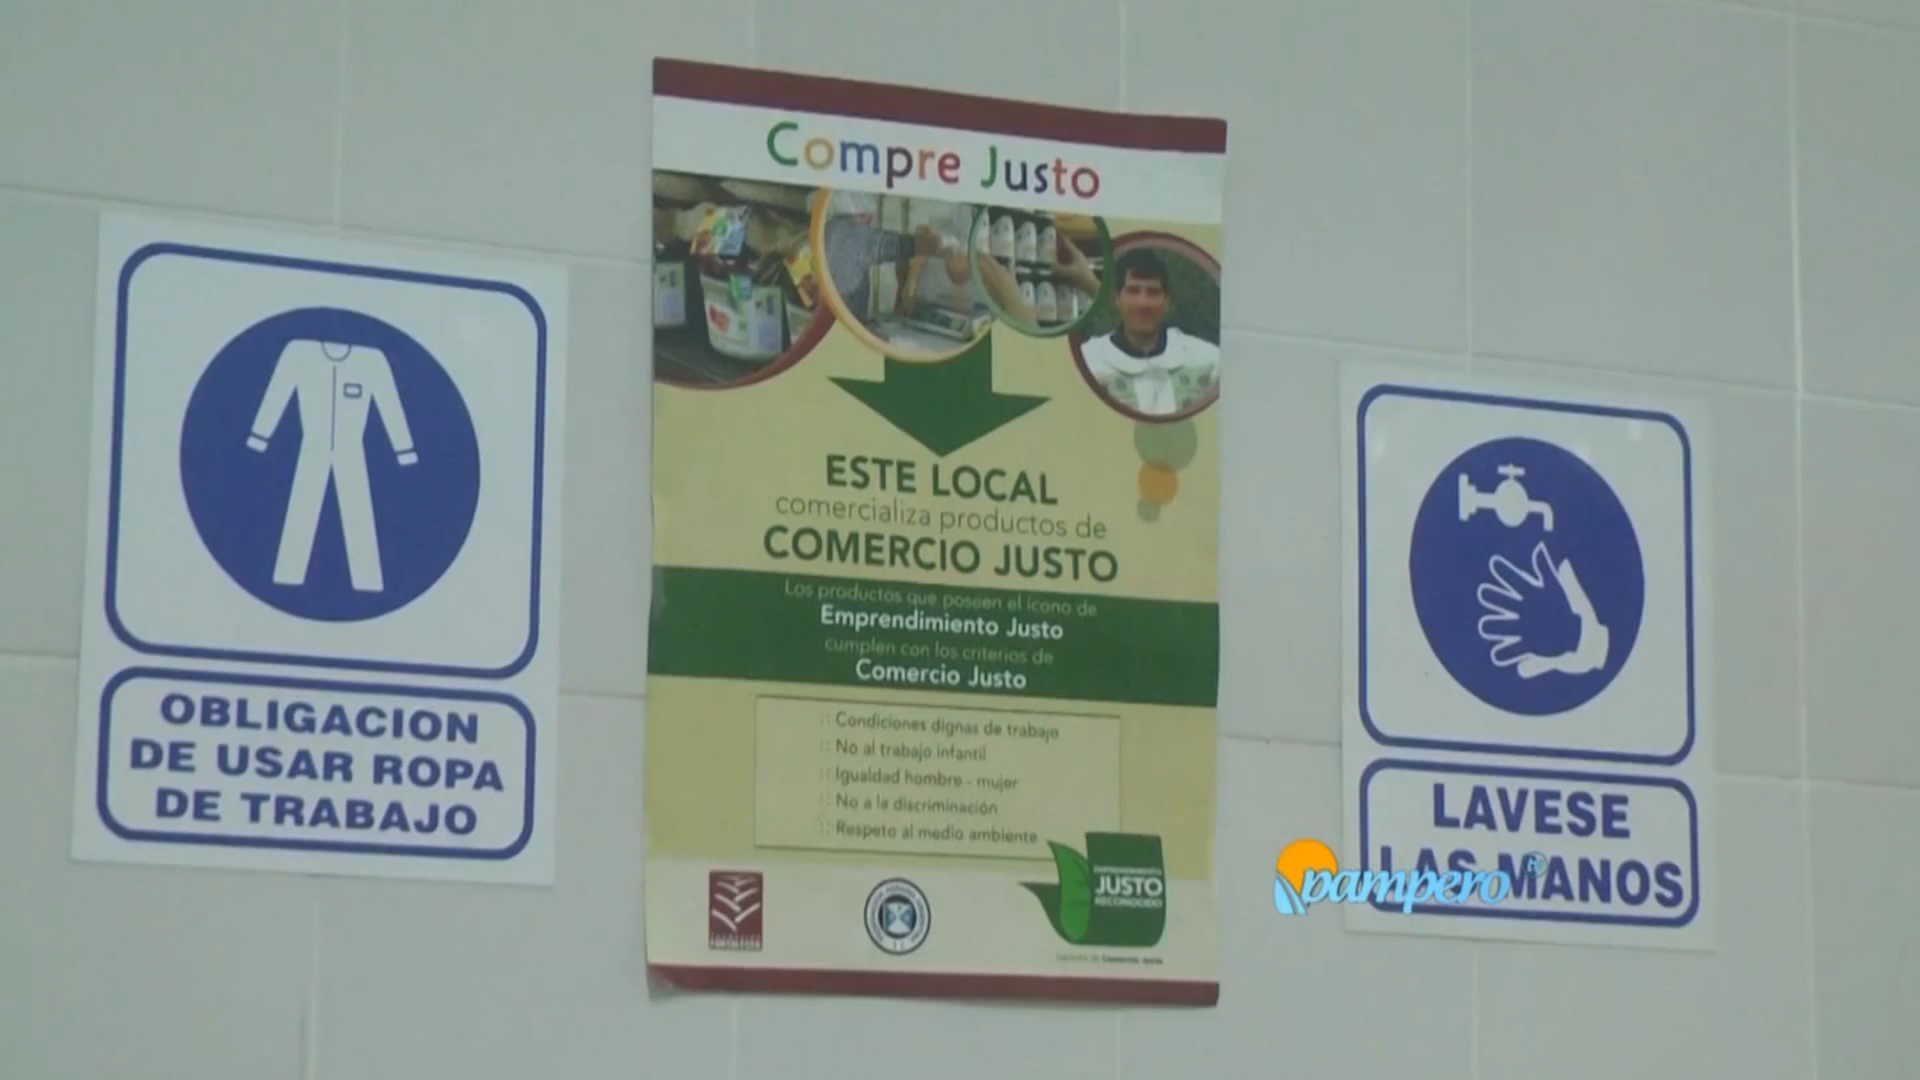 OBLIGACION
DE USAR ROPA
DE TRABAJO
Compre Justo
ESTE LOCAL
comercializa productos de
COMERCIO JUSTO
Los productos que poseen el ícono de
Emprendimiento Justo
cumplen con los criterios de
Comercio Justo
:: Condiciones dignas de trabajo
:: No al trabajo infantil
:: Igualdad hombre - mujer
:: No a la discriminación
:: Respeto al medio ambiente
EMPRENDIMIENTO
JUSTO
RECONOCIDO
LAVESE
LAS MANOS
pampero